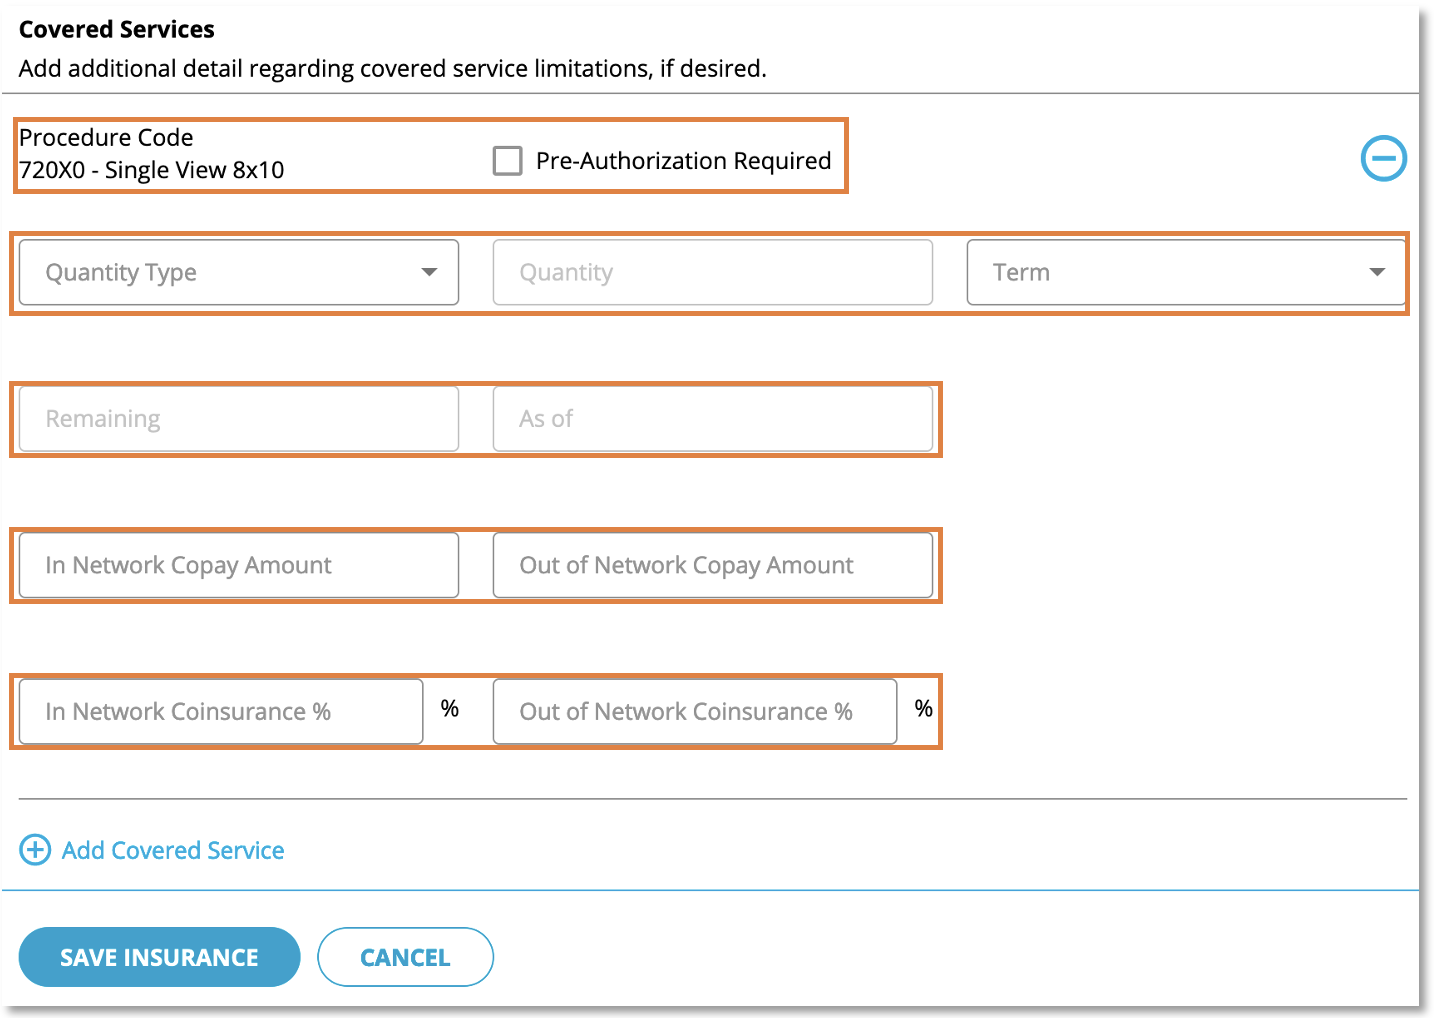 Covered Services
Add additional detail regarding covered service limitations, if desired.
Procedure Code
720X0 - Single View 8x10
Pre-Authorization Required
Quantity Type
Quantity
Term
Remaining
As of
In Network Copay Amount
Out of Network Copay Amount
In Network Coinsurance %
%
Out of Network Coinsurance %
%
Add Covered Service
SAVE INSURANCE
CANCEL